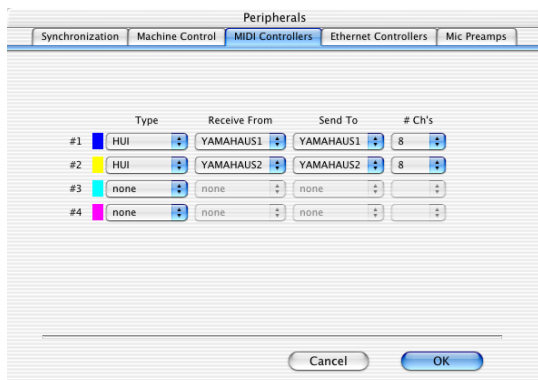 Peripherals
Synchronization Machine Control MIDI Controllers Ethernet Controllers Mic Preamps
Type Receive From Send To # Ch's
#1 HUI YAMAHAUS1 YAMAHAUS1 8
#2 HUI YAMAHAUS2 YAMAHAUS2 8
#3 none none none
#4 none none none
Cancel OK